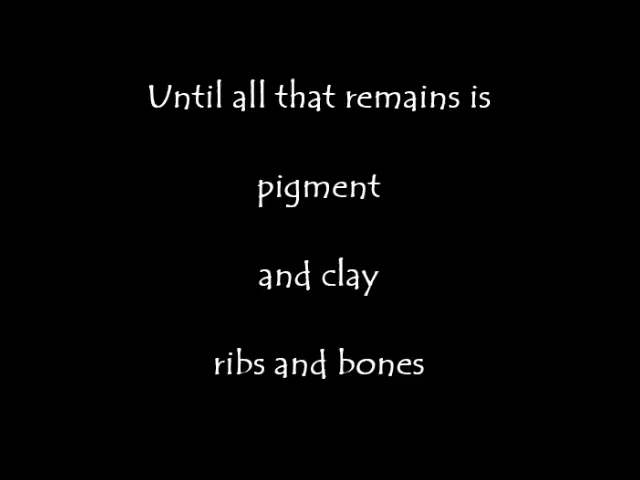 Until all that remains is
pigment
and clay
ribs and bones